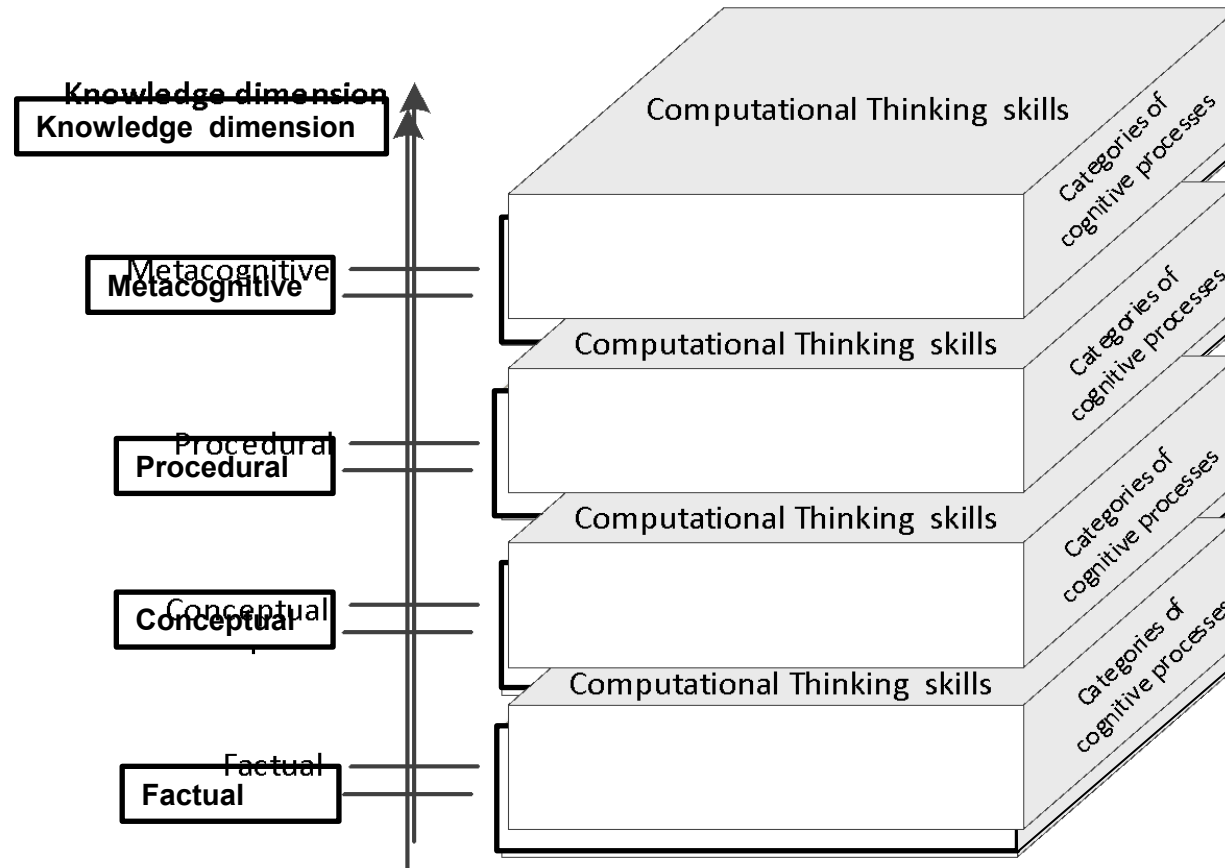 Knowledge dimension
Knowledge dimension
Computational Thinking skills
Categories of
cognitive processes
Metacognitive
Metacognitive
Computational Thinking skills
Categories of
cognitive processes
Procedural
Procedural
Computational Thinking skills
Categories of
cognitive processes
Conceptual
Conceptual
Computational Thinking skills
Categories of
cognitive processes
Factual
Factual